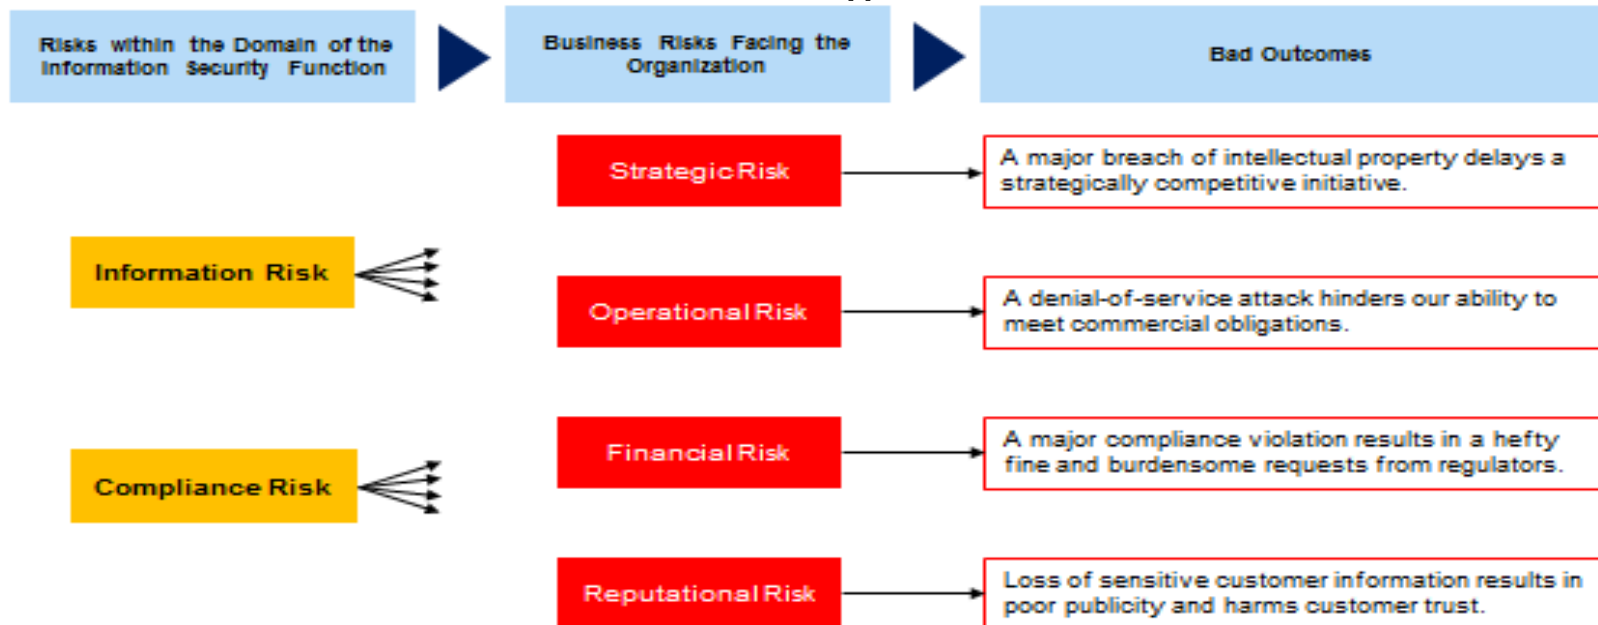 Risks within the Domain of the
Information Security Function
Business Risks Facing the
Organization
Bad Outcomes
Strategic Risk
A major breach of intellectual property delays a
strategically competitive initiative.
Information Risk
Operational Risk
A denial-of-service attack hinders our ability to
meet commercial obligations.
Financial Risk
A major compliance violation results in a hefty
fine and burdensome requests from regulators.
Compliance Risk
Reputational Risk
Loss of sensitive customer information results in
poor publicity and harms customer trust.